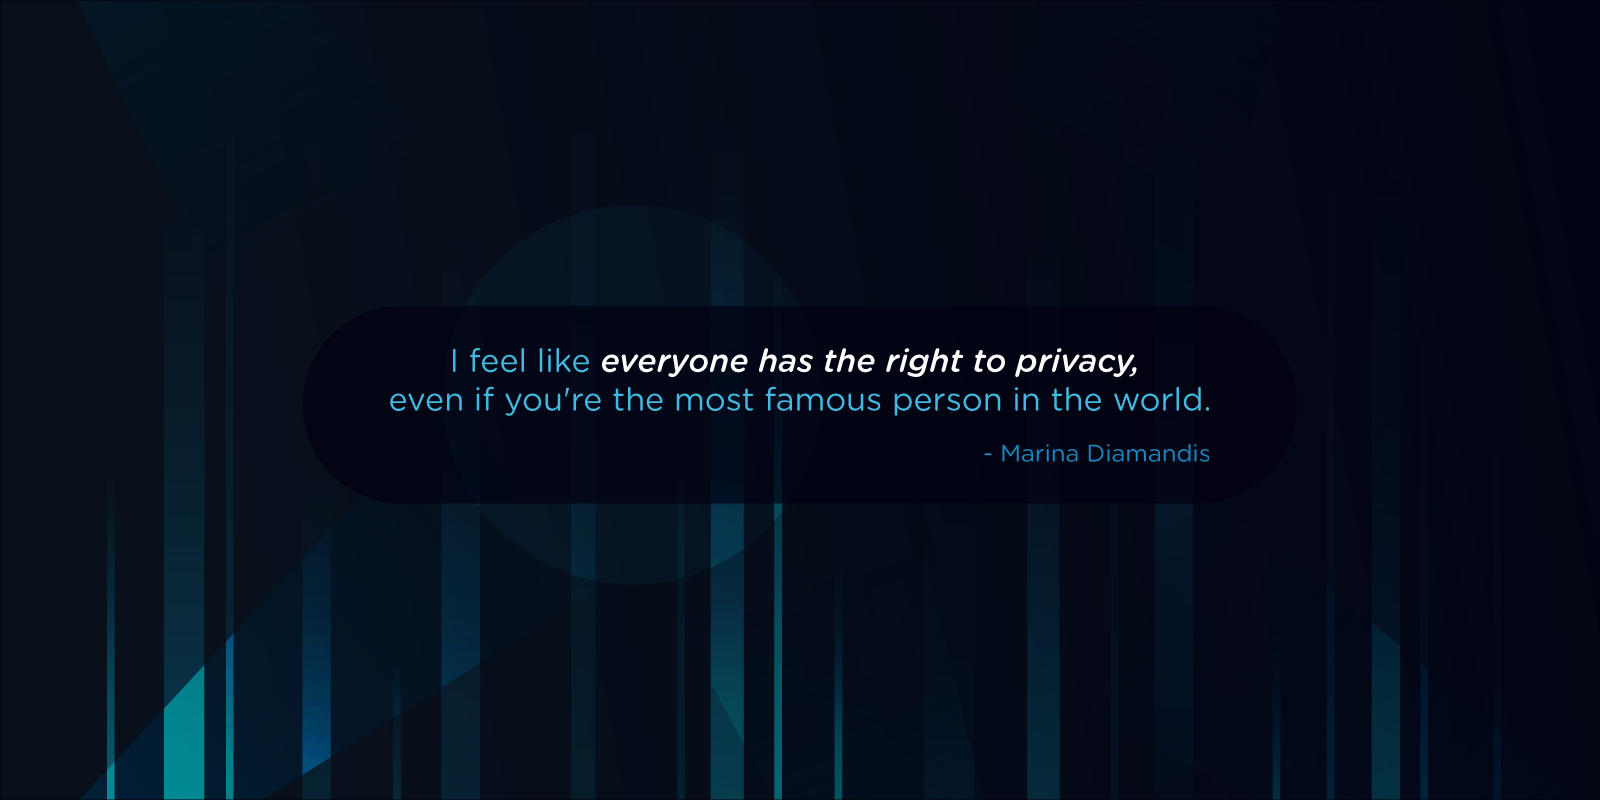 I feel like everyone has the right to privacy,
even if you're the most famous person in the world.
- Marina Diamandis